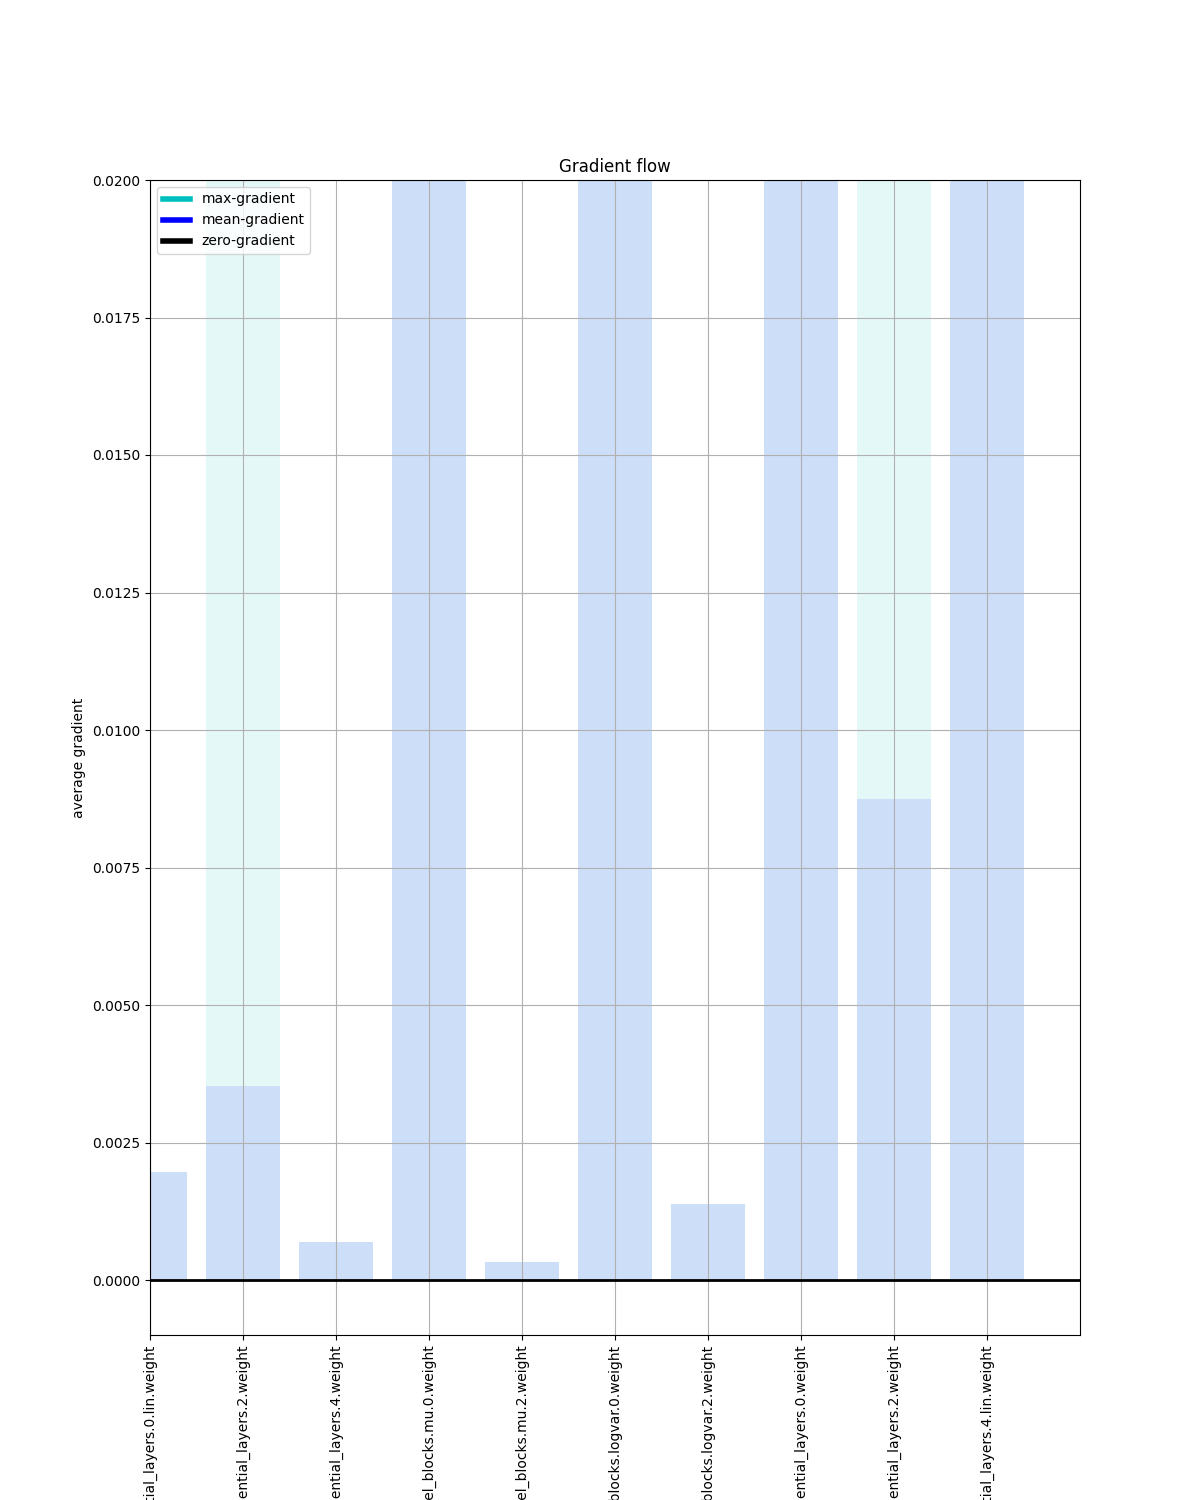 Gradient flow
max-gradient
mean-gradient
zero-gradient
0.0200
0.0175
0.0150
0.0125
0.0100
0.0075
0.0050
0.0025
0.0000
average gradient
tial_layers.0.lin.weight
ential_layers.2.weight
ential_layers.4.weight
el_blocks.mu.0.weight
el_blocks.mu.2.weight
blocks.logvar.0.weight
blocks.logvar.2.weight
ential_layers.0.weight
ential_layers.2.weight
tial_layers.4.lin.weight